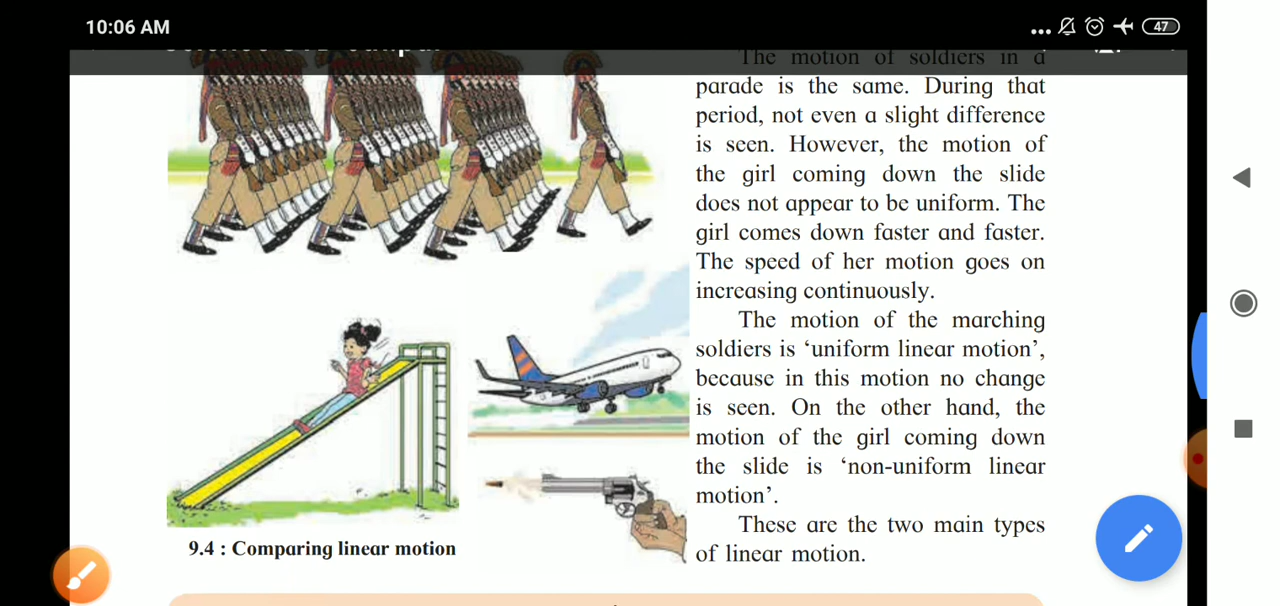 10:06 AM
47
The motion of soldiers in a
parade is the same. During that
period, not even a slight difference
is seen. However, the motion of
the girl coming down the slide
does not appear to be uniform. The
girl comes down faster and faster.
The speed of her motion goes on
increasing continuously.
The motion of the marching
soldiers is ‘uniform linear motion’,
because in this motion no change
is seen. On the other hand, the
motion of the girl coming down
the slide is ‘non-uniform linear
motion’.
These are the two main types
of linear motion.
9.4 : Comparing linear motion